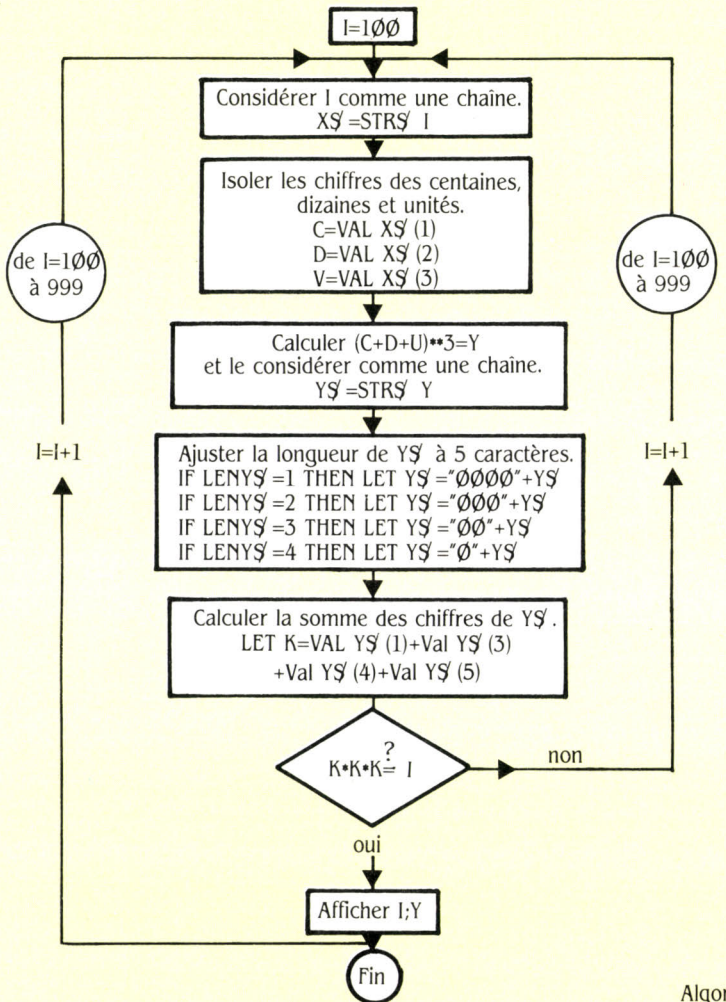 I=1ØØ
Considérer I comme une chaîne.
X$=STR$ I
Isoler les chiffres des centaines,
dizaines et unités.
C=VAL X$ (1)
D=VAL X$ (2)
V=VAL X$ (3)
de I=1ØØ
à 999
de I=1ØØ
à 999
Calculer (C+D+U)**3=Y
et le considérer comme une chaîne.
Y$=STR$ Y
I=I+1
I=I+1
Ajuster la longueur de Y$ à 5 caractères.
IF LENY$=1 THEN LET Y$="ØØØØ"+Y$
IF LENY$=2 THEN LET Y$="ØØØ"+Y$
IF LENY$=3 THEN LET Y$="ØØ"+Y$
IF LENY$=4 THEN LET Y$="Ø"+Y$
Calculer la somme des chiffres de Y$.
LET K=VAL Y$ (1)+Val Y$ (3)
+Val Y$ (4)+Val Y$ (5)
?
K*K*K= I
non
oui
Afficher I;Y
Fin
Algor